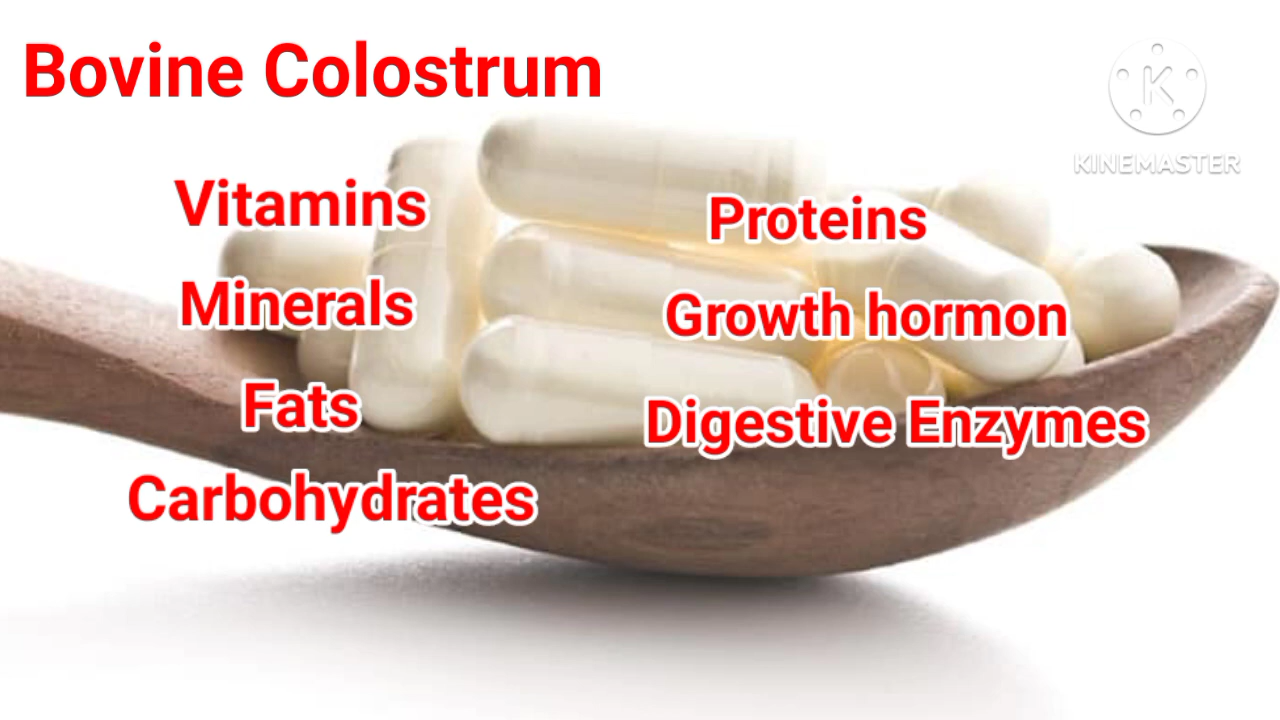 Bovine Colostrum
KINEMASTER
Vitamins
Minerals
Fats
Carbohydrates
Proteins
Growth hormon
Digestive Enzymes